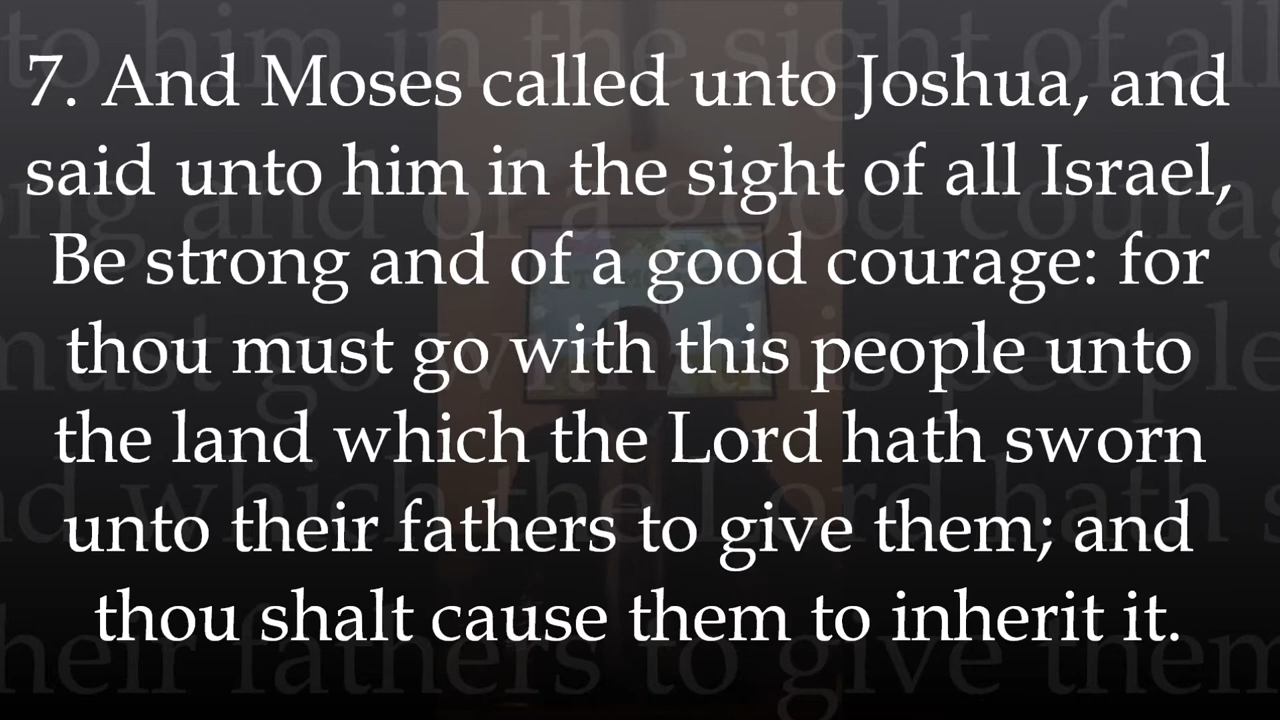 7. And Moses called unto Joshua, and
said unto him in the sight of all Israel,
Be strong and of a good courage: for
thou must go with this people unto
the land which the Lord hath sworn
unto their fathers to give them; and
thou shalt cause them to inherit it.